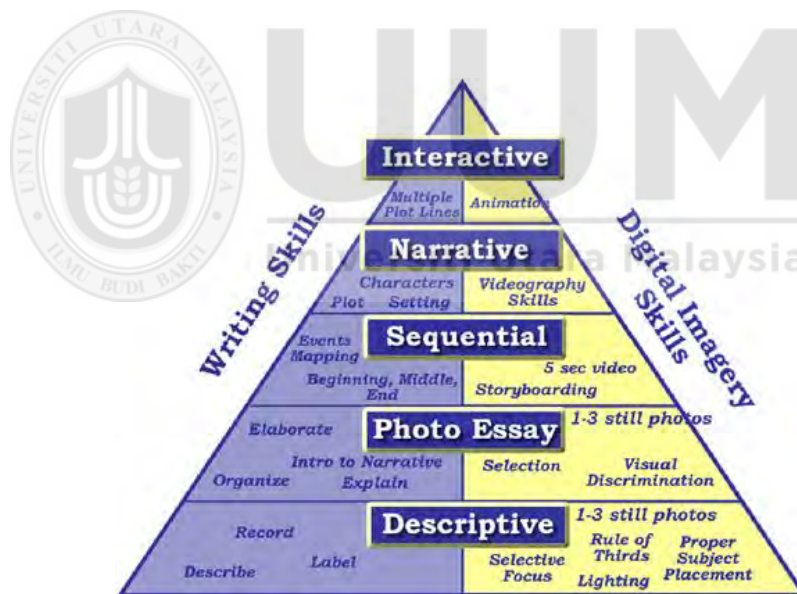 UNIVERSITI UTARA MALAYSIA
ILMU BUDI BAKTI
UUM
Universiti Utara Malaysia
Writing Skills
Digital Imagery
Skills
Interactive
Multiple
Plot Lines
Animation
Narrative
Characters
Plot Setting
Videography
Skills
Sequential
Events
Mapping
Beginning, Middle,
End
5 sec video
Storyboarding
Photo Essay
1-3 still photos
Elaborate
Intro to Narrative
Organize Explain
Selection
Visual
Discrimination
Descriptive
1-3 still photos
Record
Label
Describe
Selective
Focus
Rule of
Thirds
Lighting
Proper
Subject
Placement